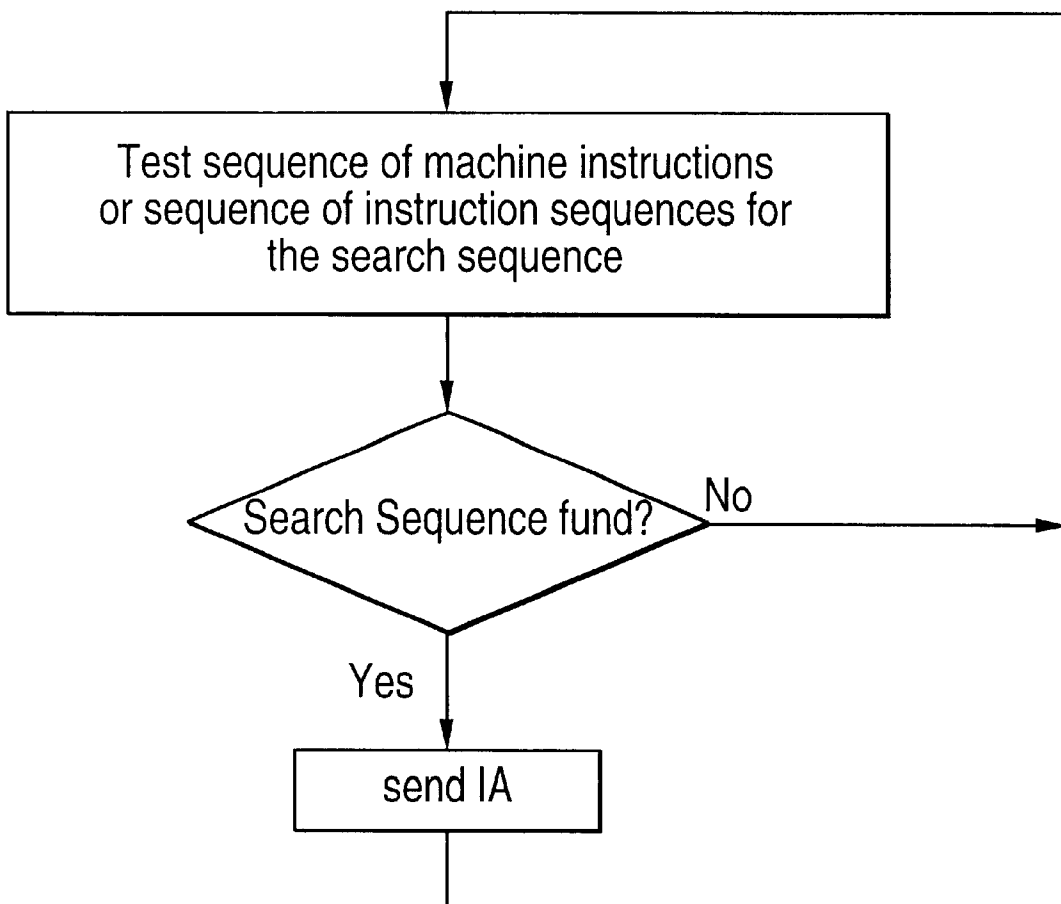 Test sequence of machine instructions
or sequence of instruction sequences for
the search sequence
Search Sequence fund?
No
Yes
send IA